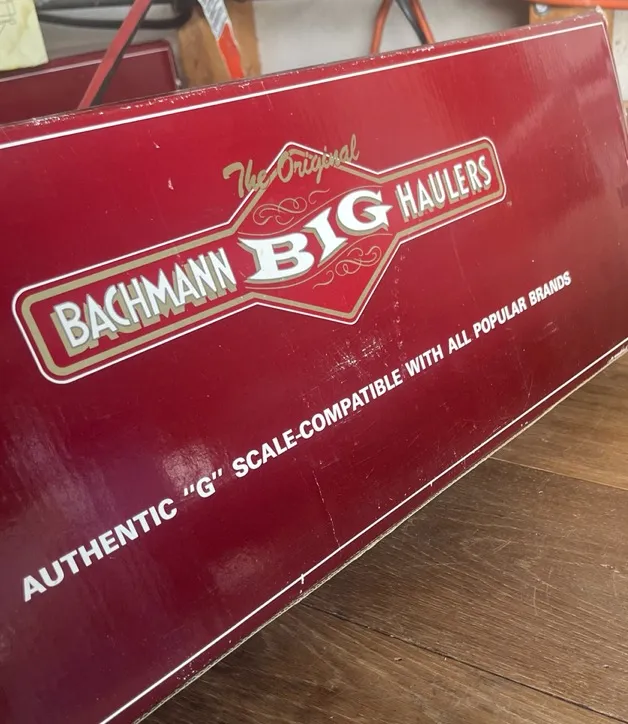 The Original
BACHMANN BIG HAULERS
AUTHENTIC "G" SCALE-COMPATIBLE WITH ALL POPULAR BRANDS